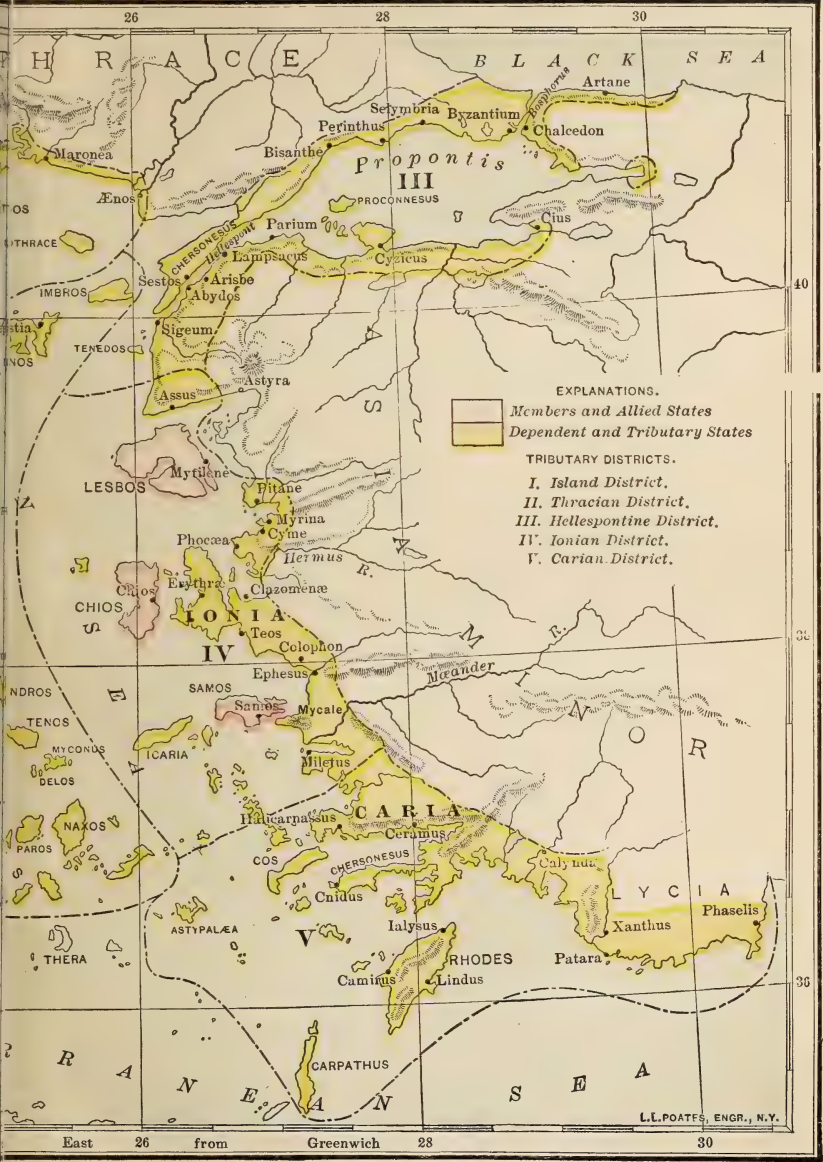 26 28 30
T H R A C E
B L A C K S E A
Bosphorus
Artane
Selymbria
Byzantium
Perinthus
Chalcedon
Bisanthe
Maronea
Propontis
III
Ænos
PROCONNESUS
OTHRACE
CHERSONESUS
Hellespont
Parium
Cius
Lampsacus
Cyzicus
Sestos
Arisbe
IMBROS
Abydos
40
Sigeum
TENEDOS
Astyra
Assus
EXPLANATIONS.
Members and Allied States
Dependent and Tributary States
TRIBUTARY DISTRICTS.
I. Island District.
II. Thracian District.
III. Hellespontine District.
IV. Ionian District.
V. Carian District.
A S I A
M I N O R
Mytilene
LESBOS
Pitane
Myrina
Cyme
Phocæa
Hermus R.
Chios
Erythræ
Clazomenæ
CHIOS
IONIA
Teos
IV
Colophon
Ephesus
Mæander R.
38
S E A
NDROS
SAMOS
Samos
Mycale
TENOS
MYCONUS
ICARIA
DELOS
Miletus
NAXOS
PAROS
Halicarnassus
CARIA
Ceramus
COS
CHERSONESUS
Calynda
Cnidus
LYCIA
Phaselis
ASTYPALÆA
V
Ialysus
Xanthus
THERA
RHODES
Patara
Camirus
Lindus
36
CARPATHUS
R A N E A N S E A
L.L.POATES, ENGR., N.Y.
East 26 from Greenwich 28 30